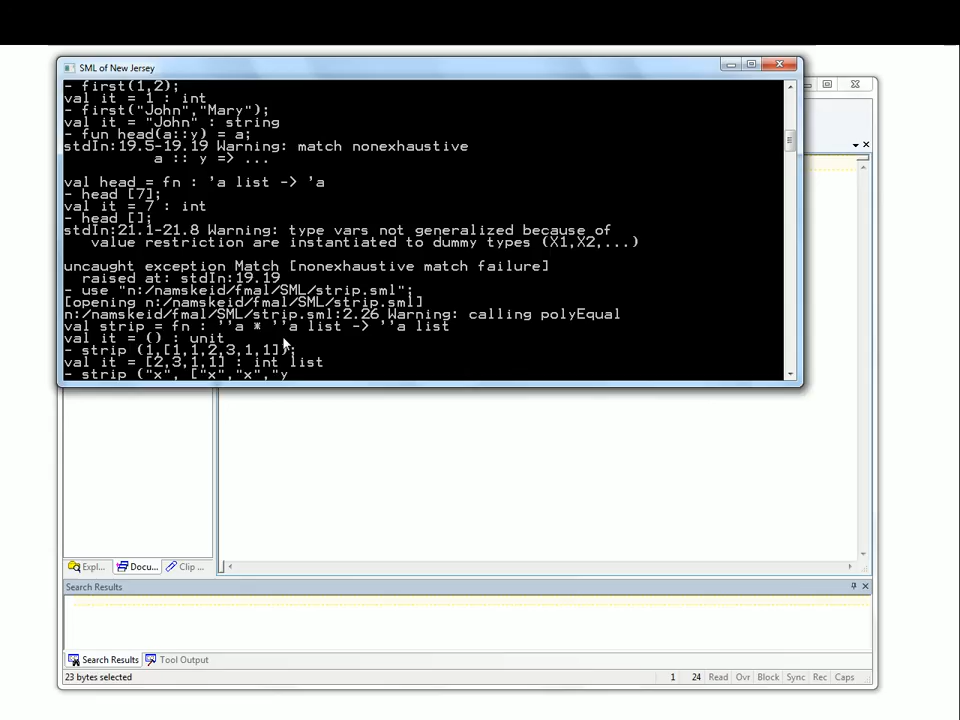 SML of New Jersey
- first(1,2);
val it = 1 : int
- first("John","Mary");
val it = "John" : string
- fun head(a::y) = a;
stdIn:19.5-19.19 Warning: match nonexhaustive
a :: y => ...
val head = fn : 'a list -> 'a
- head [7];
val it = 7 : int
- head [];
stdIn:21.1-21.8 Warning: type vars not generalized because of
value restriction are instantiated to dummy types (X1,X2,...)
uncaught exception Match [nonexhaustive match failure]
raised at: stdIn:19.19
- use "n:/namskeid/fmal/SML/strip.sml";
[opening n:/namskeid/fmal/SML/strip.sml]
n:/namskeid/fmal/SML/strip.sml:2.26 Warning: calling polyEqual
val strip = fn : ''a * ''a list -> ''a list
val it = () : unit
- strip (1,[1,1,2,3,1,1]);
val it = [2,3,1,1] : int list
- strip ("x", ["x","x","y
Expl... Docu... Clip ...
Search Results
Search Results Tool Output
23 bytes selected 1 24 Read Ovr Block Sync Rec Caps